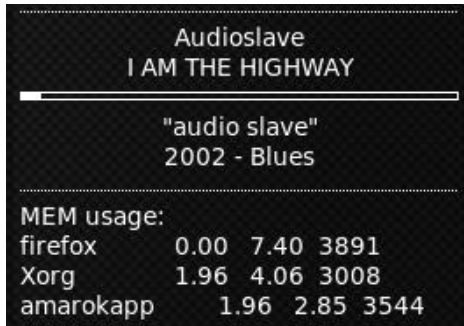 Audioslave
I AM THE HIGHWAY
"audio slave"
2002 - Blues
MEM usage:
firefox 0.00 7.40 3891
Xorg 1.96 4.06 3008
amarokapp 1.96 2.85 3544